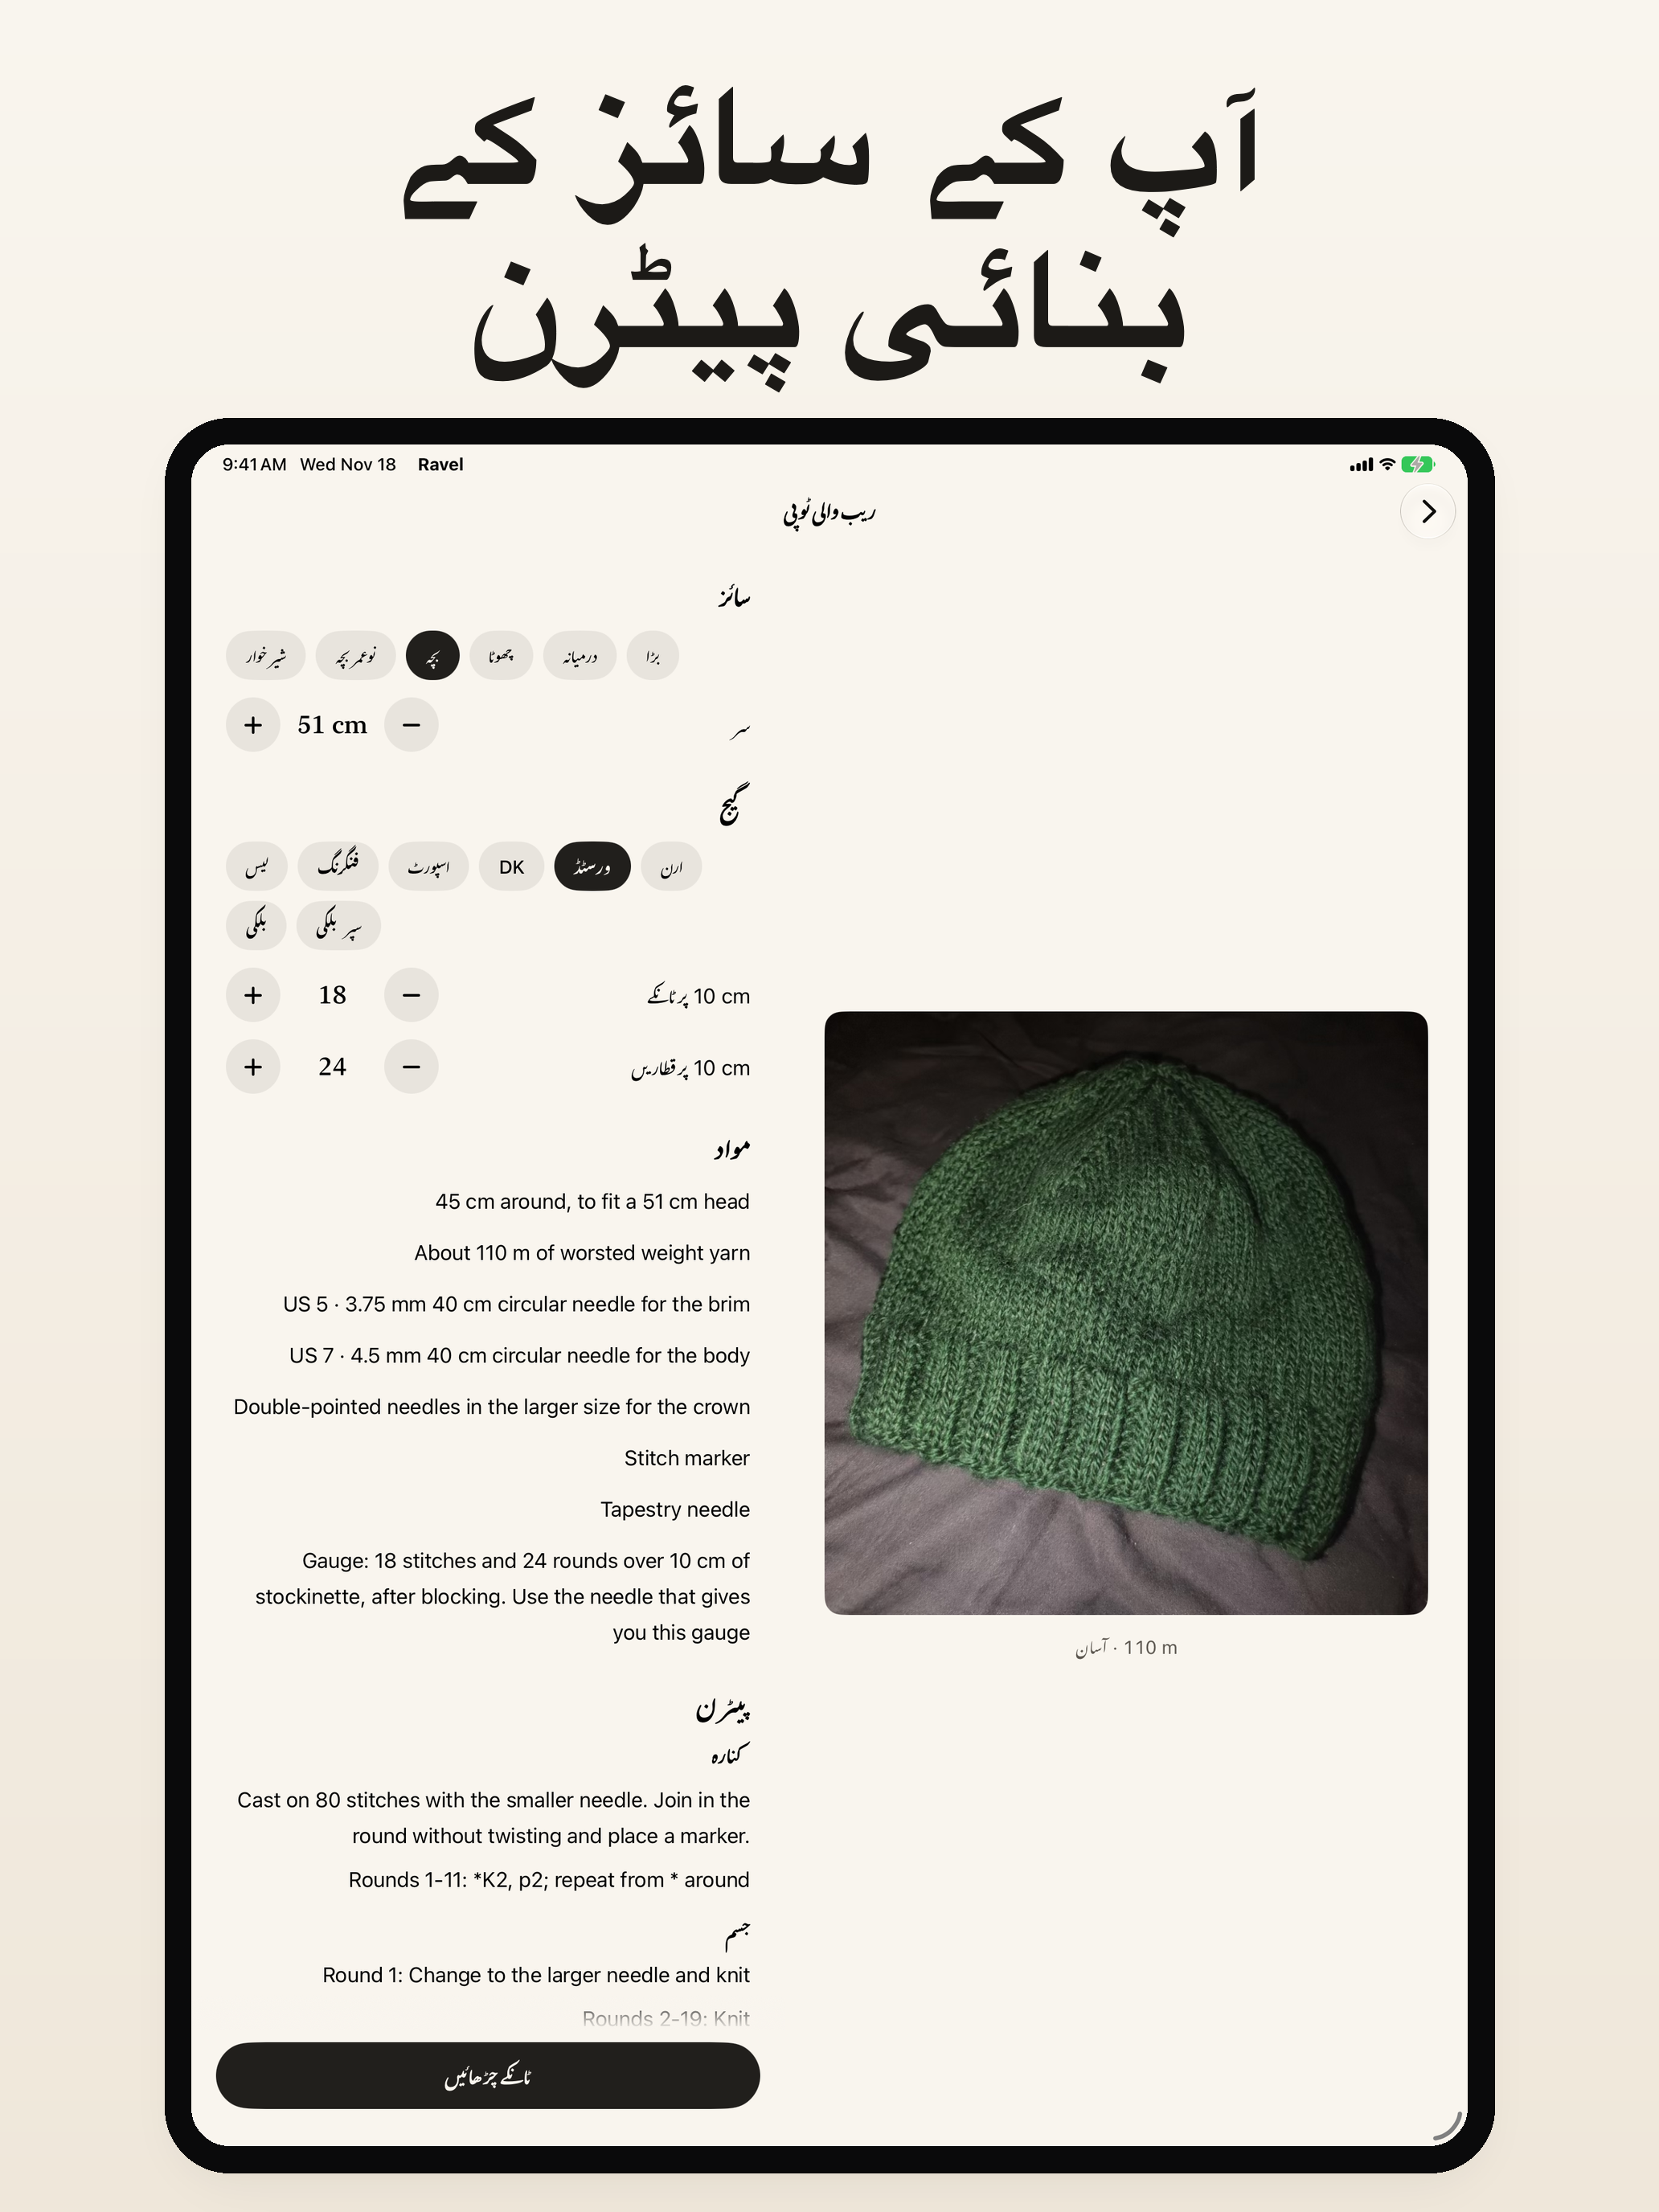 آپ کے سائز کے
بنائی پیٹرن
9:41 AM Wed Nov 18 Ravel
ریب والی ٹوپی
سائز
شیر خوار نوعمر بچہ بچہ چھوٹا درمیانہ بڑا
سر − 51 cm +
گیج
لیس فنگرنگ اسپورٹ DK ورسٹڈ ارن
بلکی سپر بلکی
10 cm پر ٹانکے − 18 +
10 cm پر قطاریں − 24 +
مواد
45 cm around, to fit a 51 cm head
About 110 m of worsted weight yarn
US 5 · 3.75 mm 40 cm circular needle for the brim
US 7 · 4.5 mm 40 cm circular needle for the body
Double-pointed needles in the larger size for the crown
Stitch marker
Tapestry needle
Gauge: 18 stitches and 24 rounds over 10 cm of
stockinette, after blocking. Use the needle that gives
you this gauge
110 m · آسان
پیٹرن
کنارہ
Cast on 80 stitches with the smaller needle. Join in the
round without twisting and place a marker.
Rounds 1-11: *K2, p2; repeat from * around
جسم
Round 1: Change to the larger needle and knit
Rounds 2-19: Knit
ٹانکے چڑھائیں